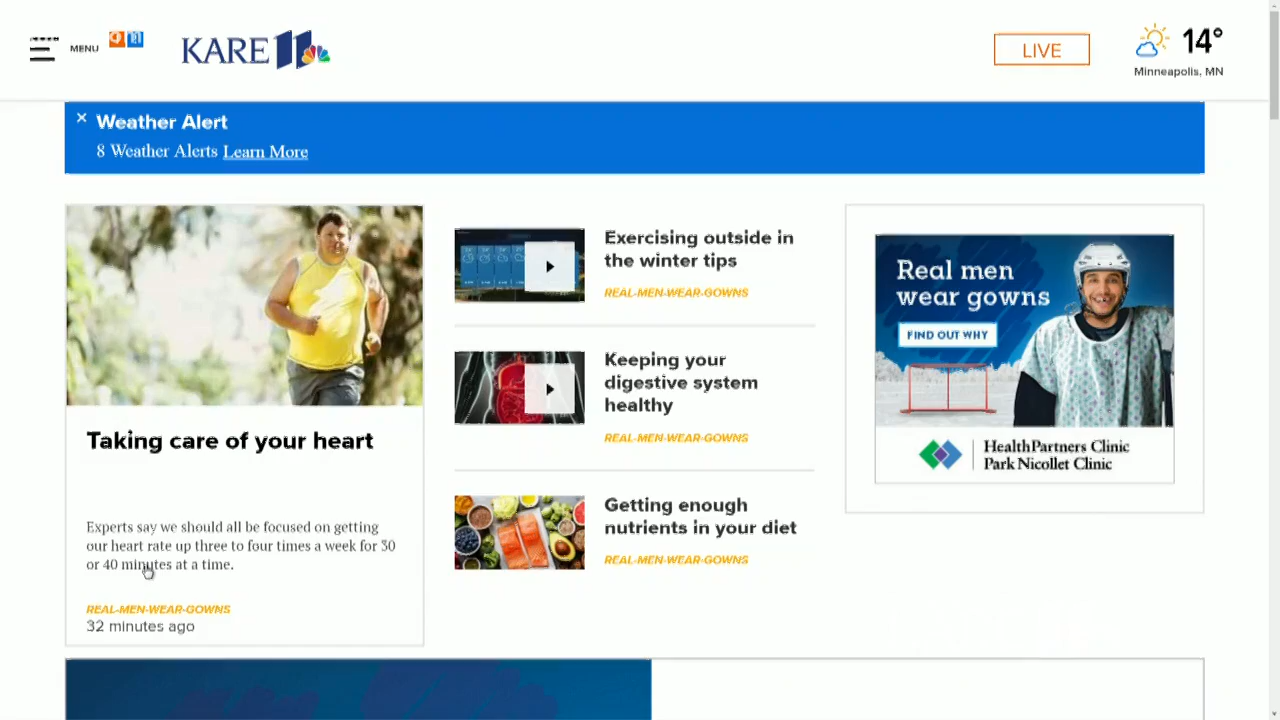 MENU
KARE 11
LIVE
14°
Minneapolis, MN
× Weather Alert
8 Weather Alerts Learn More
Taking care of your heart
Experts say we should all be focused on getting
our heart rate up three to four times a week for 30
or 40 minutes at a time.
REAL-MEN-WEAR-GOWNS
32 minutes ago
Exercising outside in
the winter tips
REAL-MEN-WEAR-GOWNS
Keeping your
digestive system
healthy
REAL-MEN-WEAR-GOWNS
Getting enough
nutrients in your diet
REAL-MEN-WEAR-GOWNS
Real men
wear gowns
FIND OUT WHY
HealthPartners Clinic
Park Nicollet Clinic